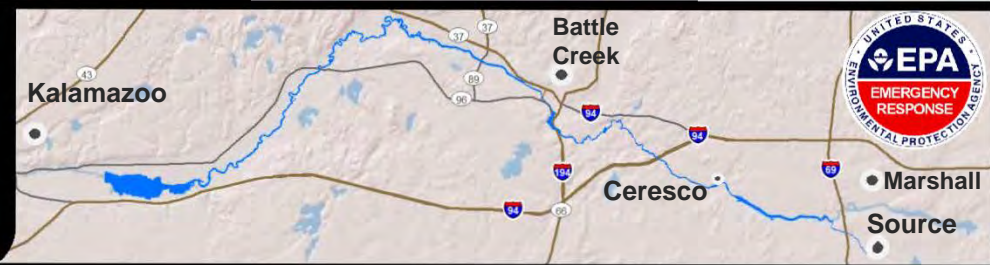 Kalamazoo
43
37
37
89
96
Battle
Creek
94
94
194
66
94
Ceresco
69
Marshall
Source
UNITED STATES
EPA
EMERGENCY
RESPONSE
ENVIRONMENTAL PROTECTION AGENCY